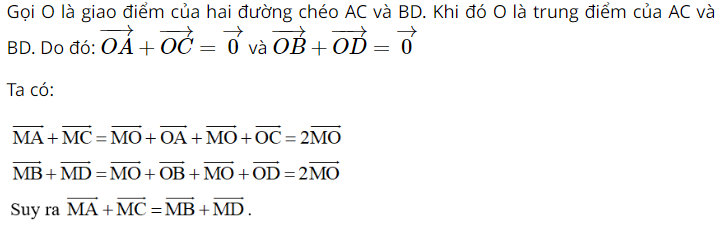 Gọi O là giao điểm của hai đường chéo AC và BD. Khi đó O là trung điểm của AC và
BD. Do đó: $\overrightarrow{OA}+\overrightarrow{OC}=\overrightarrow{0}$ và $\overrightarrow{OB}+\overrightarrow{OD}=\overrightarrow{0}$
Ta có:
$\overrightarrow{MA}+\overrightarrow{MC}=\overrightarrow{MO}+\overrightarrow{OA}+\overrightarrow{MO}+\overrightarrow{OC}=2\overrightarrow{MO}$
$\overrightarrow{MB}+\overrightarrow{MD}=\overrightarrow{MO}+\overrightarrow{OB}+\overrightarrow{MO}+\overrightarrow{OD}=2\overrightarrow{MO}$
Suy ra $\overrightarrow{MA}+\overrightarrow{MC}=\overrightarrow{MB}+\overrightarrow{MD}$.